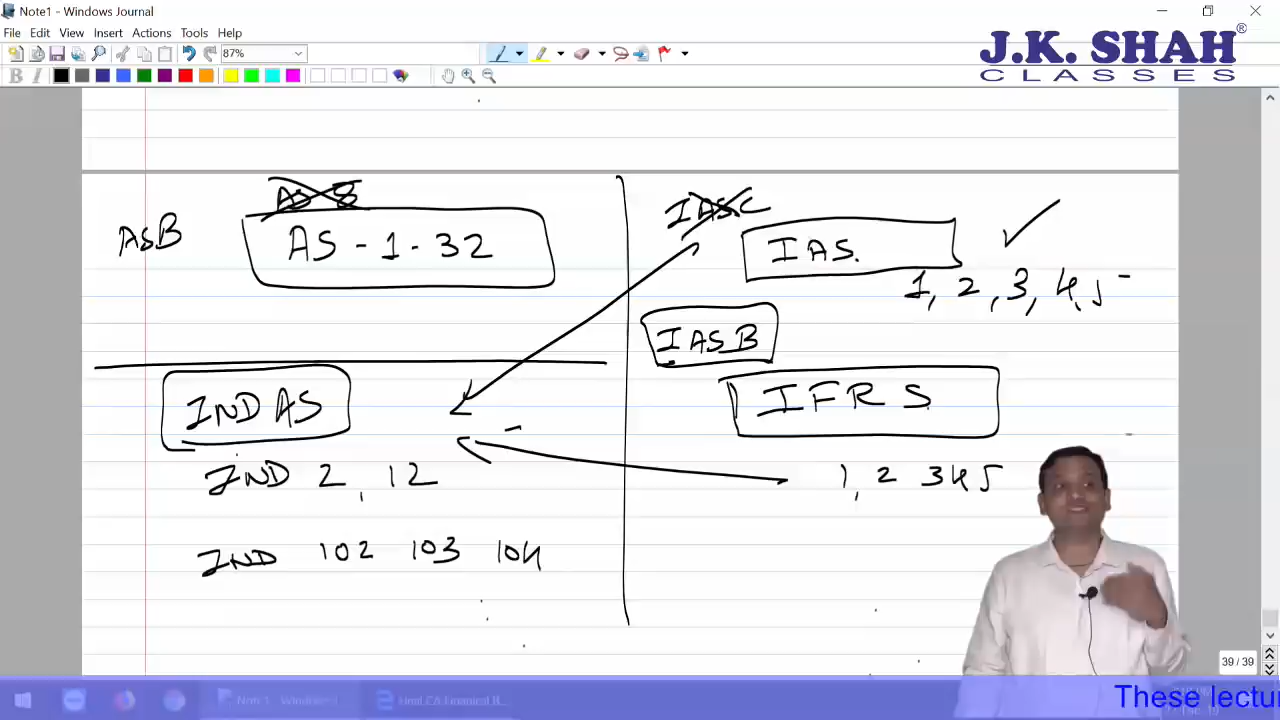 Note1 - Windows Journal
File Edit View Insert Actions Tools Help
87%
J.K. SHAH®
CLASSES
ASB
AS - 1 - 32
IASC
IAS.
1, 2, 3, 4, 5
IASB
IND AS
IFRS
IND 2, 12
1, 2 3 4 5
IND 102 103 104
39 / 39
These lectu